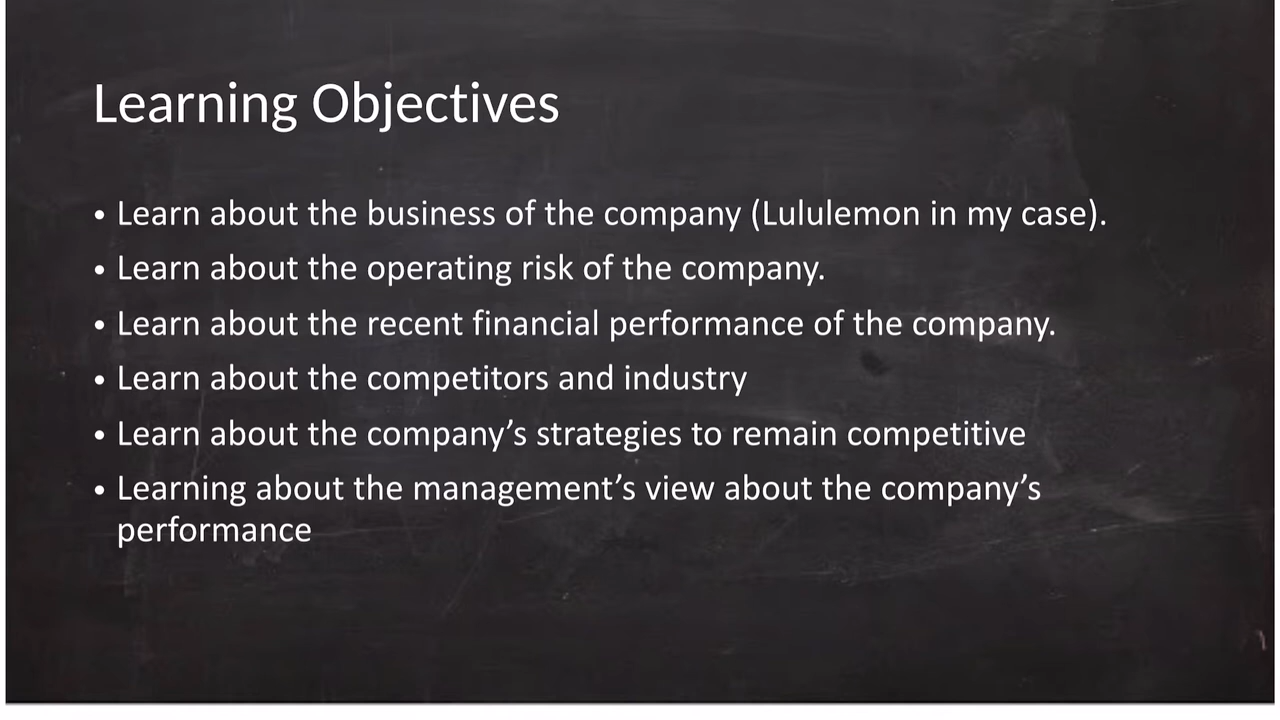 Learning Objectives
• Learn about the business of the company (Lululemon in my case).
• Learn about the operating risk of the company.
• Learn about the recent financial performance of the company.
• Learn about the competitors and industry
• Learn about the company’s strategies to remain competitive
• Learning about the management’s view about the company’s
performance